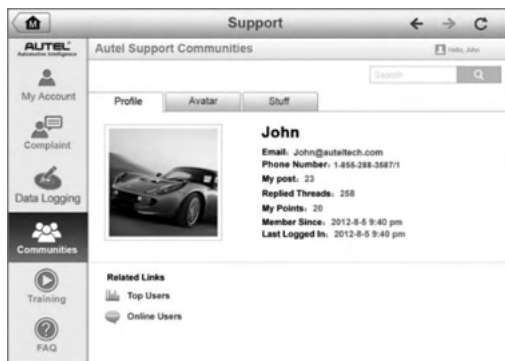 M
Support
AUTEL
Automotive Intelligence
Autel Support Communities
Hello, John
Search
My Account
Complaint
Data Logging
Communities
Training
FAQ
Profile
Avatar
Stuff
John
Email: John@auteltech.com
Phone Number: 1-855-288-3587/1
My post: 23
Replied Threads: 258
My Points: 20
Member Since: 2012-8-5 9:40 pm
Last Logged In: 2012-8-5 9:40 pm
Related Links
Top Users
Online Users